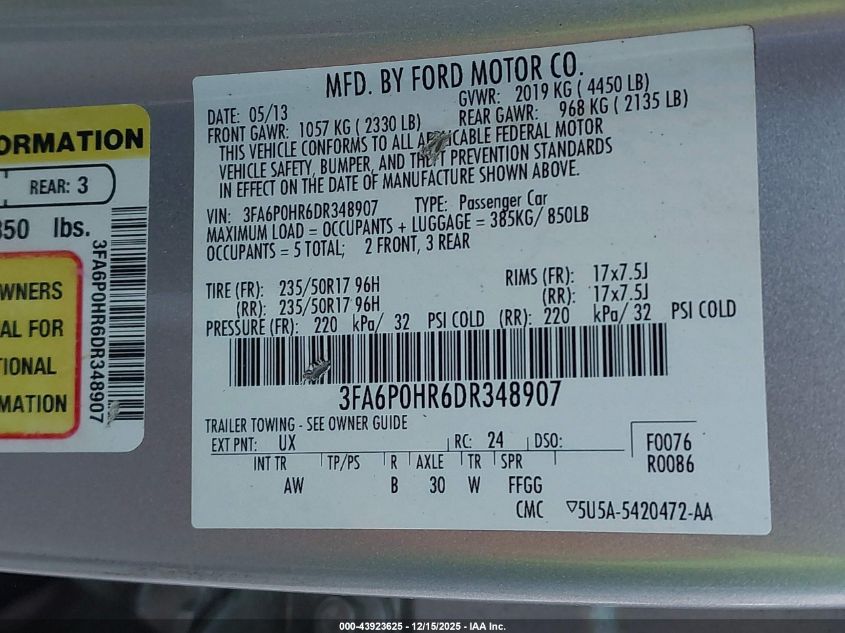 ORMATION
REAR: 3
850 lbs.
WNERS
AL FOR
TIONAL
RMATION
3FA6P0HR6DR348907
MFD. BY FORD MOTOR CO.
DATE: 05/13 GVWR: 2019 KG ( 4450 LB)
FRONT GAWR: 1057 KG ( 2330 LB) REAR GAWR: 968 KG ( 2135 LB)
THIS VEHICLE CONFORMS TO ALL APPLICABLE FEDERAL MOTOR
VEHICLE SAFETY, BUMPER, AND THEFT PREVENTION STANDARDS
IN EFFECT ON THE DATE OF MANUFACTURE SHOWN ABOVE.
VIN: 3FA6P0HR6DR348907 TYPE: Passenger Car
MAXIMUM LOAD = OCCUPANTS + LUGGAGE = 385KG/ 850LB
OCCUPANTS = 5 TOTAL; 2 FRONT, 3 REAR
TIRE (FR): 235/50R17 96H RIMS (FR): 17x7.5J
(RR): 235/50R17 96H (RR): 17x7.5J
PRESSURE (FR): 220 kPa/ 32 PSI COLD (RR): 220 kPa/ 32 PSI COLD
3FA6P0HR6DR348907
TRAILER TOWING - SEE OWNER GUIDE
EXT PNT: UX RC: 24 DSO: F0076
INT TR TP/PS R AXLE TR SPR R0086
AW B 30 W FFGG
CMC ▽5U5A-5420472-AA
000-43923625 - 12/15/2025 - IAA Inc.